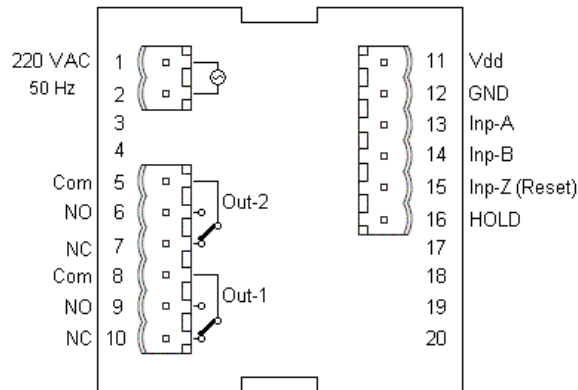 220 VAC 1
50 Hz 2
3
4
Com 5
NO 6
NC 7
Com 8
NO 9
NC 10
Out-2
Out-1
11 Vdd
12 GND
13 Inp-A
14 Inp-B
15 Inp-Z (Reset)
16 HOLD
17
18
19
20